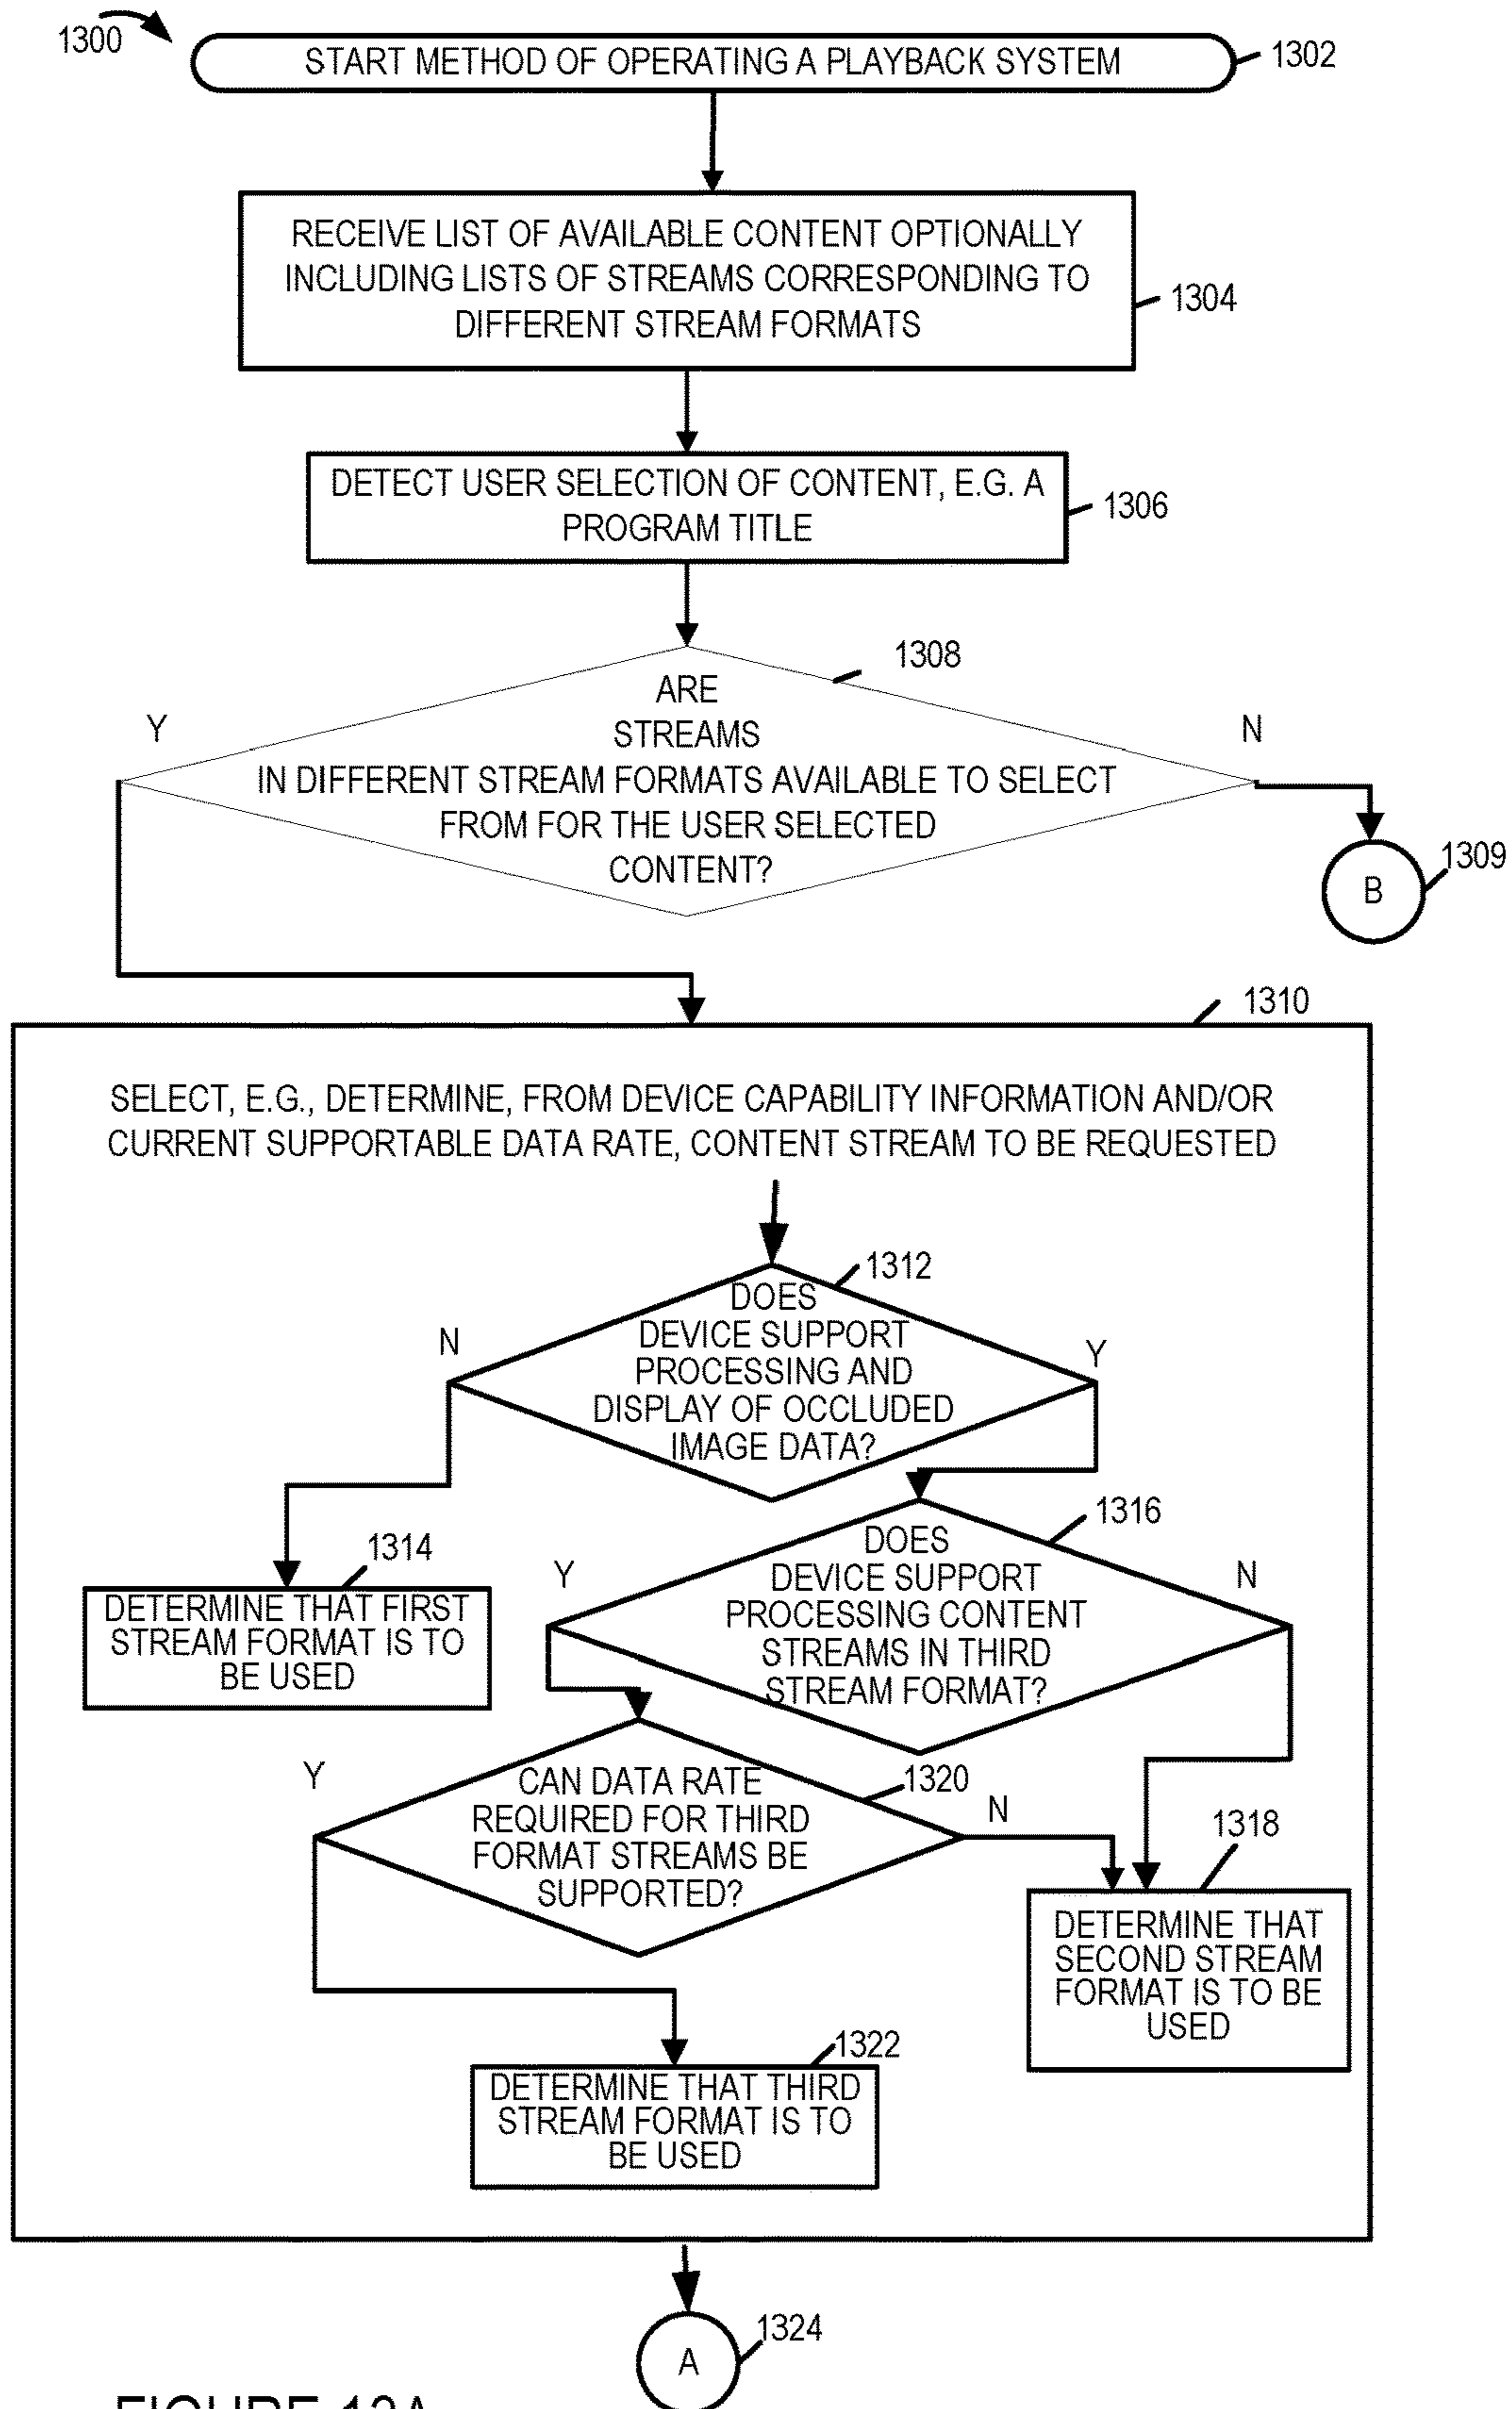 1300
START METHOD OF OPERATING A PLAYBACK SYSTEM
1302
RECEIVE LIST OF AVAILABLE CONTENT OPTIONALLY
INCLUDING LISTS OF STREAMS CORRESPONDING TO
DIFFERENT STREAM FORMATS
1304
DETECT USER SELECTION OF CONTENT, E.G. A
PROGRAM TITLE
1306
1308
ARE
STREAMS
IN DIFFERENT STREAM FORMATS AVAILABLE TO SELECT
FROM FOR THE USER SELECTED
CONTENT?
Y
N
B
1309
1310
SELECT, E.G., DETERMINE, FROM DEVICE CAPABILITY INFORMATION AND/OR
CURRENT SUPPORTABLE DATA RATE, CONTENT STREAM TO BE REQUESTED
1312
DOES
DEVICE SUPPORT
PROCESSING AND
DISPLAY OF OCCLUDED
IMAGE DATA?
N
Y
1314
DETERMINE THAT FIRST
STREAM FORMAT IS TO
BE USED
1316
DOES
DEVICE SUPPORT
PROCESSING CONTENT
STREAMS IN THIRD
STREAM FORMAT?
Y
N
1320
CAN DATA RATE
REQUIRED FOR THIRD
FORMAT STREAMS BE
SUPPORTED?
Y
N
1318
DETERMINE THAT
SECOND STREAM
FORMAT IS TO BE
USED
1322
DETERMINE THAT THIRD
STREAM FORMAT IS TO
BE USED
A
1324
FIGURE 13A